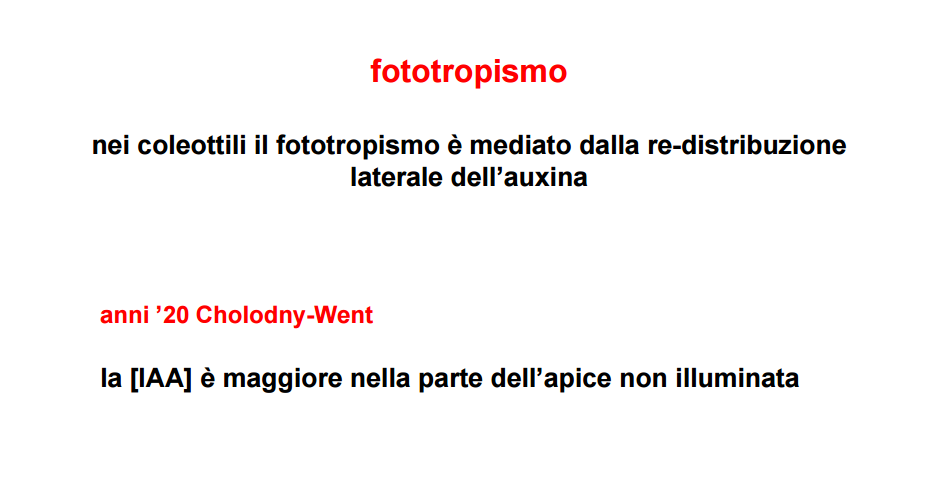 fototropismo
nei coleottili il fototropismo è mediato dalla re-distribuzione
laterale dell’auxina
anni ’20 Cholodny-Went
la [IAA] è maggiore nella parte dell’apice non illuminata